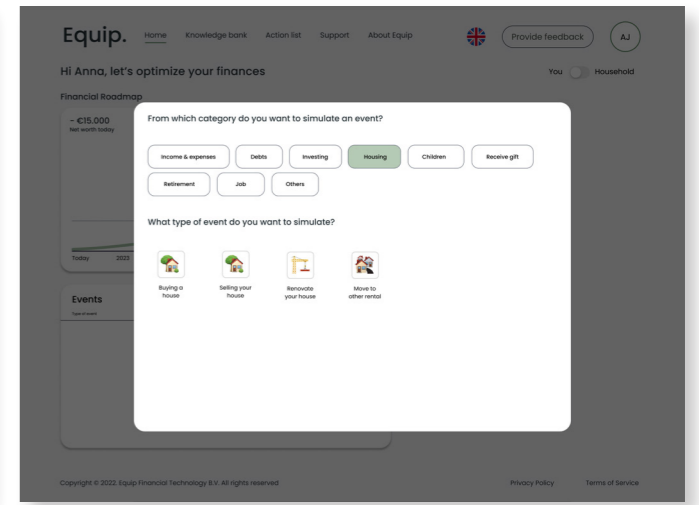 Equip.
Home Knowledge bank Action list Support About Equip Provide feedback AJ
Hi Anna, let's optimize your finances You Household
Financial Roadmap
- €15.000
Net worth today
From which category do you want to simulate an event?
Income & expenses Debts Investing Housing Children Receive gift
Retirement Job Others
What type of event do you want to simulate?
Buying a house
Selling your house
Renovate your house
Move to other rental
Today 2023
Events
Type of event
Copyright © 2022. Equip Financial Technology B.V. All rights reserved Privacy Policy Terms of Service